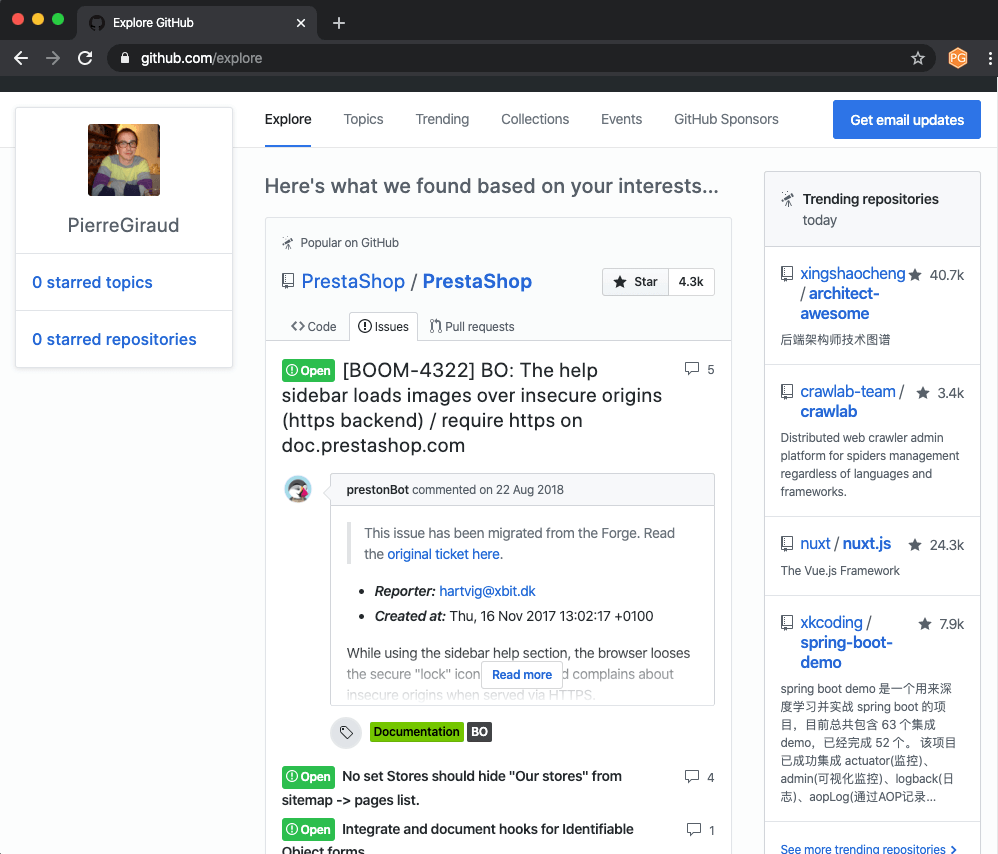 Explore GitHub
github.com/explore
PG
Explore
Topics
Trending
Collections
Events
GitHub Sponsors
Get email updates
PierreGiraud
0 starred topics
0 starred repositories
Here's what we found based on your interests...
Popular on GitHub
PrestaShop / PrestaShop
Star
4.3k
Code
Issues
Pull requests
Open [BOOM-4322] BO: The help
5
sidebar loads images over insecure origins
(https backend) / require https on
doc.prestashop.com
prestonBot commented on 22 Aug 2018
This issue has been migrated from the Forge. Read
the original ticket here.
Reporter: hartvig@xbit.dk
Created at: Thu, 16 Nov 2017 13:02:17 +0100
While using the sidebar help section, the browser looses
the secure "lock" icon
Read more
complains about
insecure origins when served via HTTPS.
Documentation
BO
Open No set Stores should hide "Our stores" from
4
sitemap -> pages list.
Open Integrate and document hooks for Identifiable
1
Object forms
Trending repositories
today
xingshaocheng
40.7k
/ architect-
awesome
后端架构师技术图谱
crawlab-team /
3.4k
crawlab
Distributed web crawler admin
platform for spiders management
regardless of languages and
frameworks.
nuxt / nuxt.js
24.3k
The Vue.js Framework
xkcoding /
7.9k
spring-boot-
demo
spring boot demo 是一个用来深
度学习并实战 spring boot 的项
目，目前总共包含 63 个集成
demo，已经完成 52 个。 该项目
已成功集成 actuator(监控)、
admin(可视化监控)、logback(日
志)、aopLog(通过AOP记录...
See more trending repositories